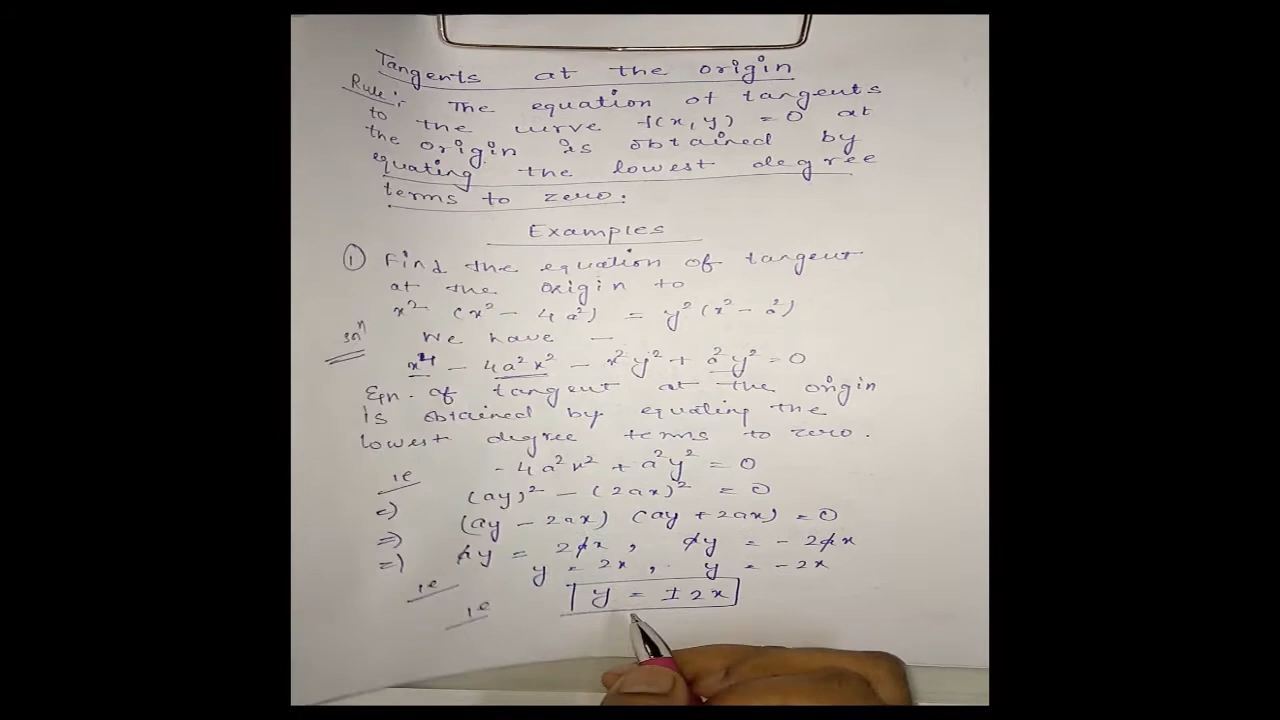 Tangents at the origin
Rule:- The equation of tangents
to the curve f(x, y) = 0 at
the origin is obtained by
equating the lowest degree
terms to zero.
Examples
① Find the equation of tangent
at the origin to
x² (x² - 4a²) = y² (x² - a²)
Solⁿ We have —
x⁴ - 4a²x² - x²y² + a²y² = 0
Eqn. of tangent at the origin
is obtained by equating the
lowest degree terms to zero.
ie - 4a²x² + a²y² = 0
=) (ay)² - (2ax)² = 0
=) (ay - 2ax) (ay + 2ax) = 0
=) ay = 2ax, ay = - 2ax
ie y = 2x, y = - 2x
ie y = ± 2x